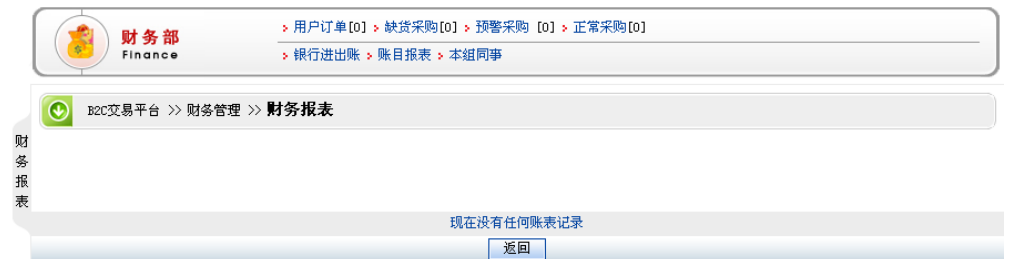 财务部
Finance
用户订单[0] 缺货采购[0] 预警采购 [0] 正常采购[0]
银行进出账 账目报表 本组同事
B2C交易平台 >> 财务管理 >> 财务报表
财务报表
现在没有任何账表记录
返回